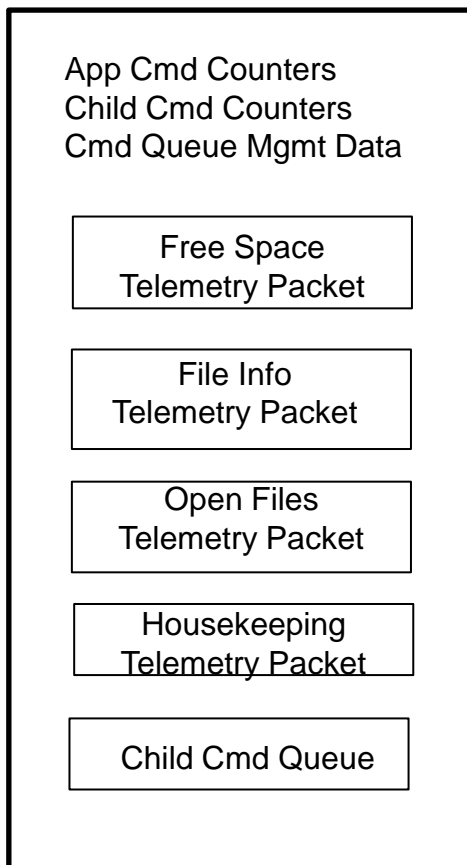 App Cmd Counters
Child Cmd Counters
Cmd Queue Mgmt Data
Free Space
Telemetry Packet
File Info
Telemetry Packet
Open Files
Telemetry Packet
Housekeeping
Telemetry Packet
Child Cmd Queue